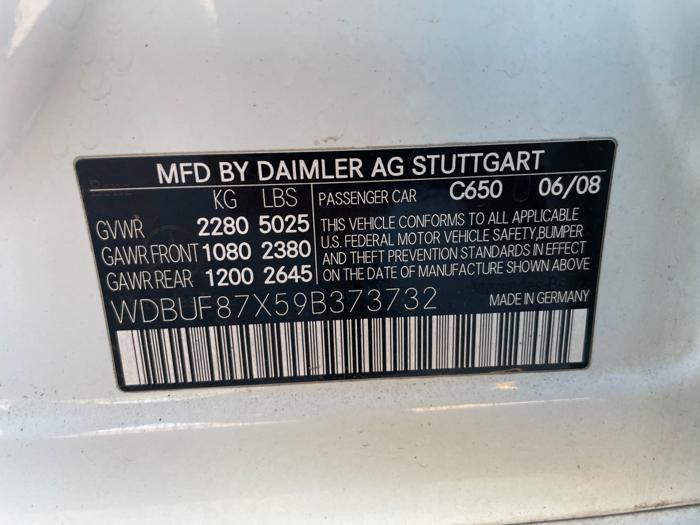 MFD BY DAIMLER AG STUTTGART
KG LBS
GVWR 2280 5025
GAWR FRONT 1080 2380
GAWR REAR 1200 2645
PASSENGER CAR C650 06/08
THIS VEHICLE CONFORMS TO ALL APPLICABLE
U.S. FEDERAL MOTOR VEHICLE SAFETY,BUMPER
AND THEFT PREVENTION STANDARDS IN EFFECT
ON THE DATE OF MANUFACTURE SHOWN ABOVE
WDBUF87X59B373732
MADE IN GERMANY